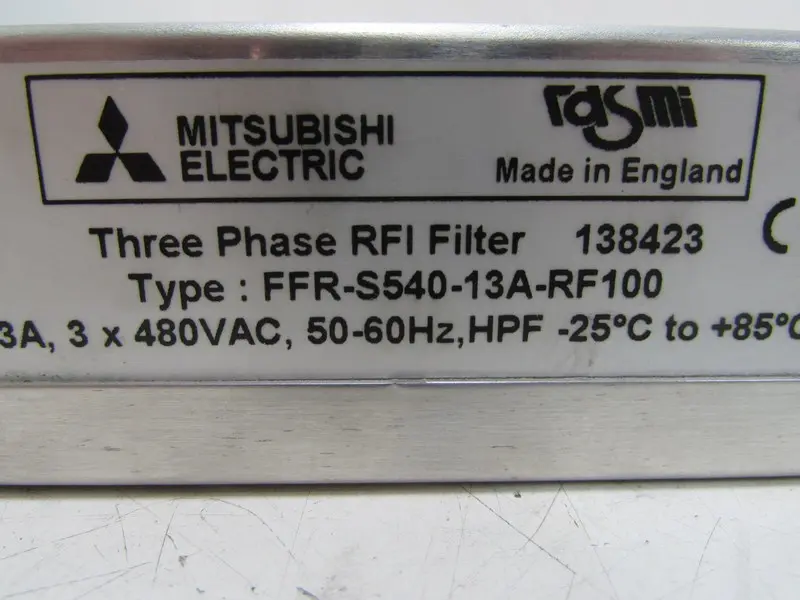 MITSUBISHI
ELECTRIC
rasmi
Made in England
Three Phase RFI Filter 138423
Type : FFR-S540-13A-RF100
3A, 3 x 480VAC, 50-60Hz, HPF -25°C to +85°C